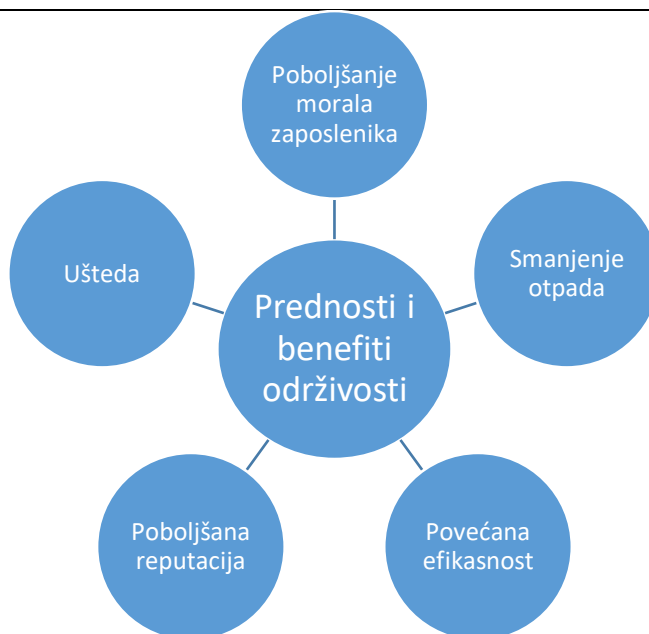 Poboljšanje
morala
zaposlenika
Ušteda
Smanjenje
otpada
Prednosti i
benefiti
održivosti
Poboljšana
reputacija
Povećana
efikasnost